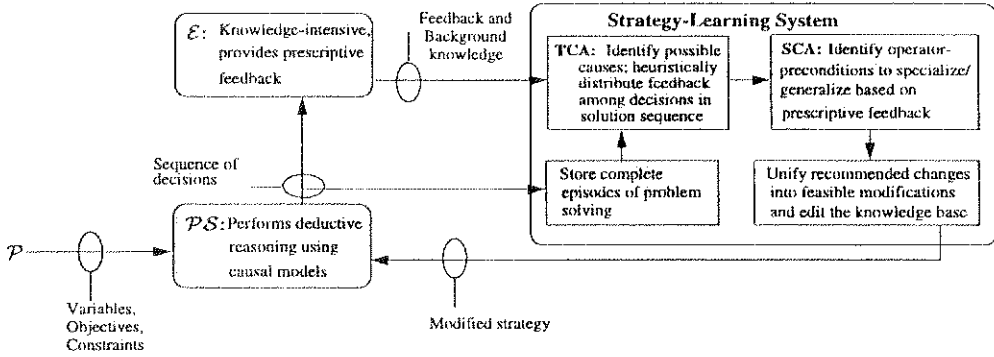 Strategy-Learning System
ℰ: Knowledge-intensive,
provides prescriptive
feedback
Feedback and
Background
knowledge
TCA: Identify possible
causes; heuristically
distribute feedback
among decisions in
solution sequence
SCA: Identify operator-
preconditions to specialize/
generalize based on
prescriptive feedback
Sequence of
decisions
Store complete
episodes of problem
solving
Unify recommended changes
into feasible modifications
and edit the knowledge base
𝒫𝒮: Performs deductive
reasoning using
causal models
𝒫
Variables,
Objectives,
Constraints
Modified strategy